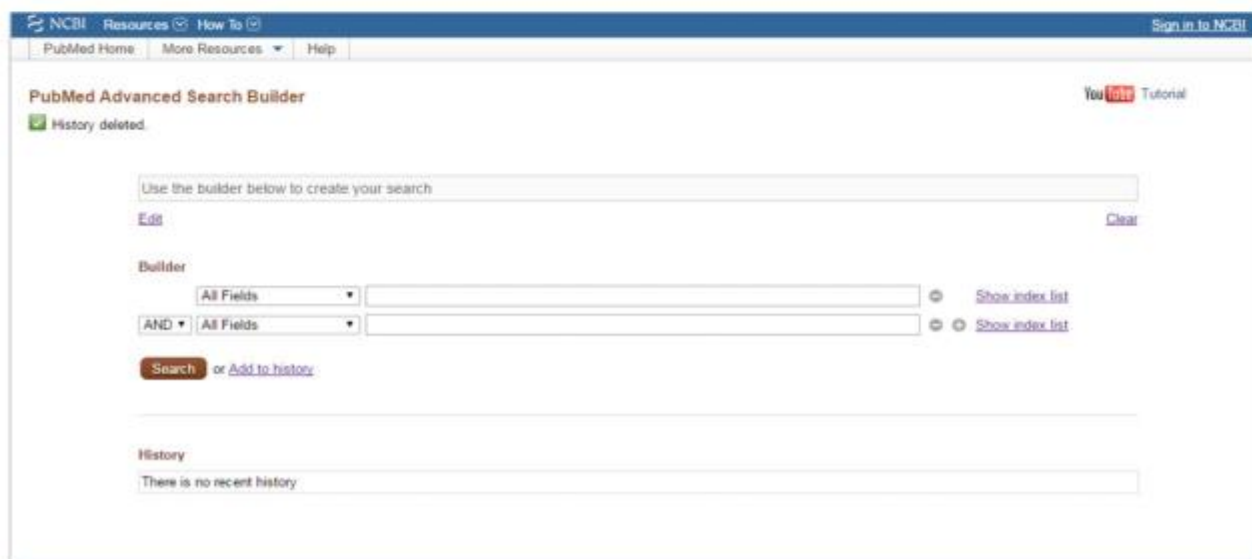 NCBI Resources How To Sign in to NCBI
PubMed Home More Resources Help
PubMed Advanced Search Builder YouTube Tutorial
History deleted.
Use the builder below to create your search
Edit Clear
Builder
All Fields Show index list
AND All Fields Show index list
Search or Add to history
History
There is no recent history